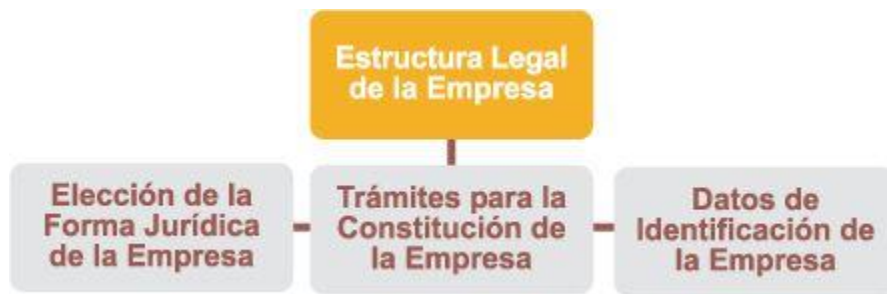 Estructura Legal
de la Empresa
Elección de la
Forma Jurídica
de la Empresa
Trámites para la
Constitución de
la Empresa
Datos de
Identificación de
la Empresa